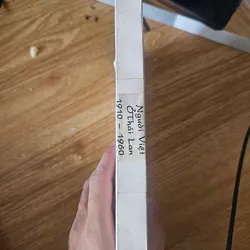 Người Việt
Ở Thái Lan
1910 - 1960